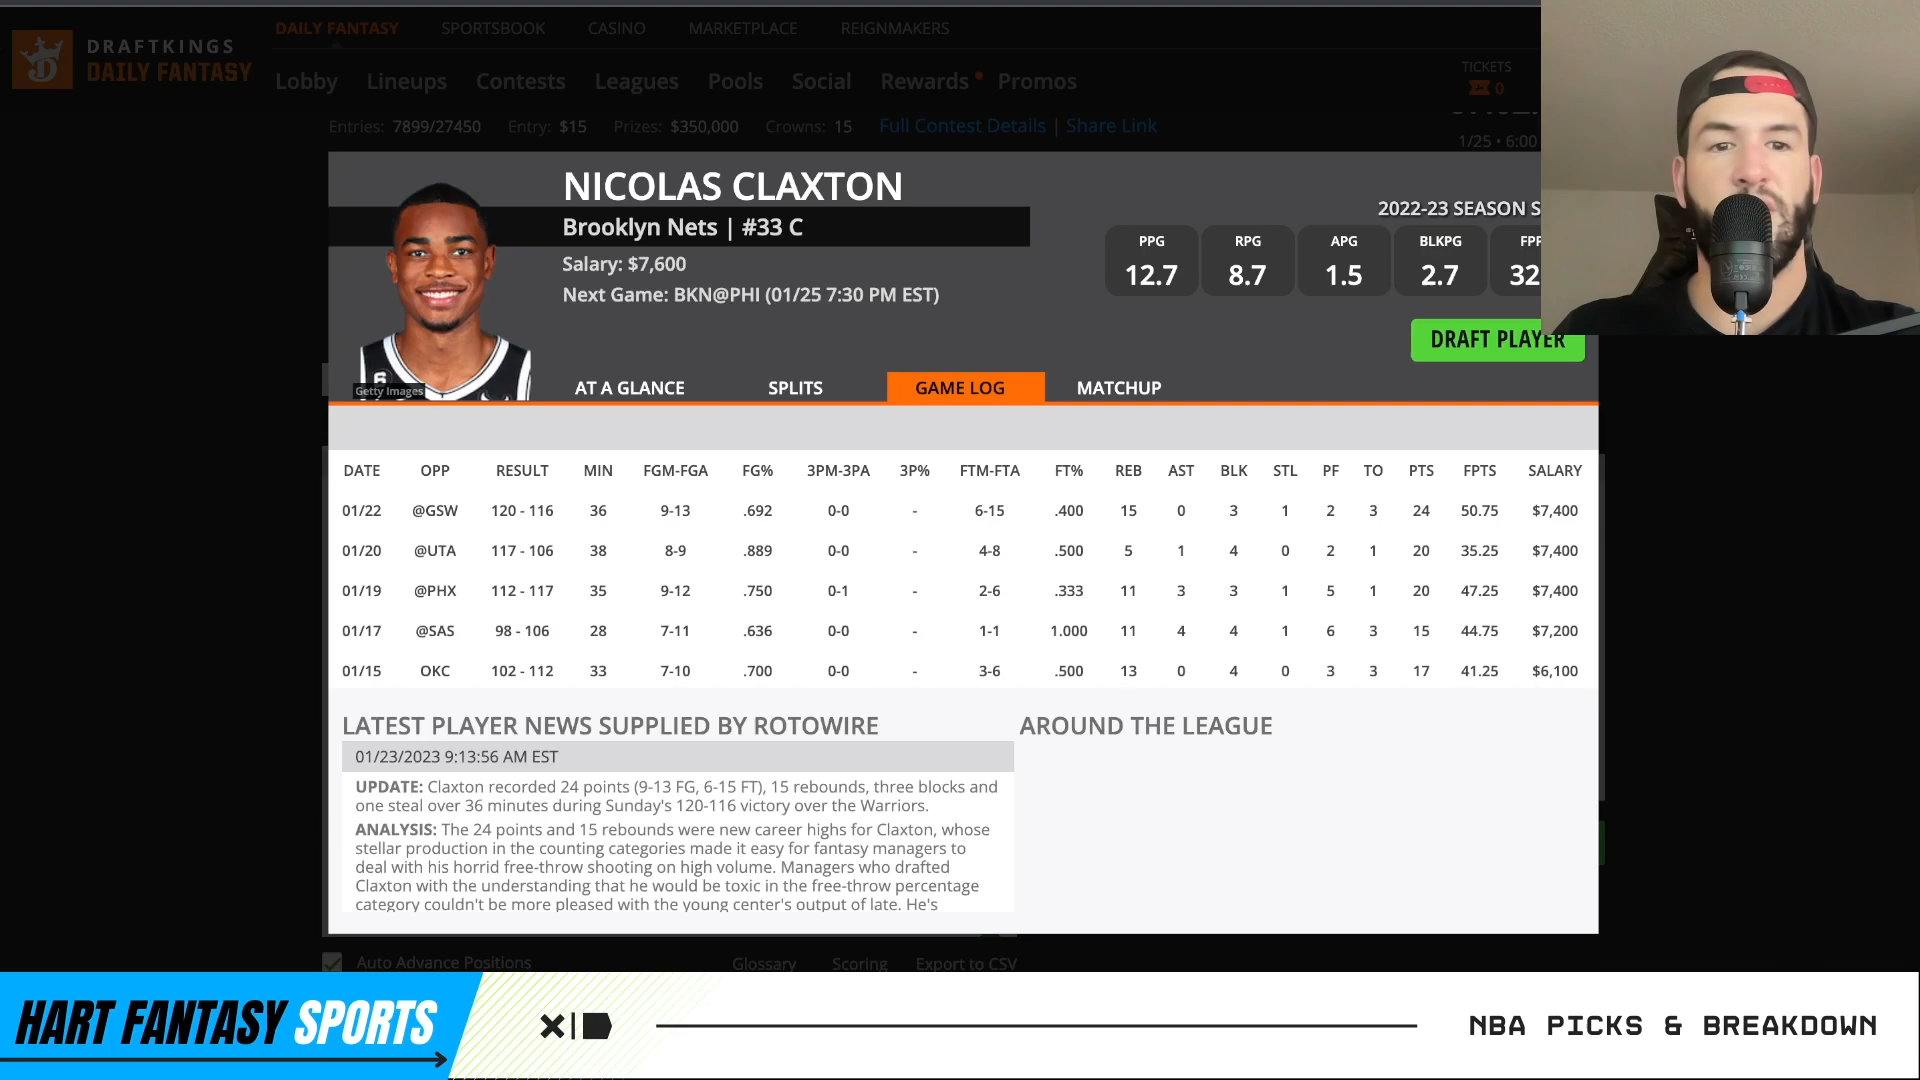 DAILY FANTASY SPORTSBOOK CASINO MARKETPLACE REIGNMAKERS
DRAFTKINGS
DAILY FANTASY
Lobby Lineups Contests Leagues Pools Social Rewards Promos
TICKETS
0
Entries: 7899/27450 Entry: $15 Prizes: $350,000 Crowns: 15 Full Contest Details | Share Link
1/25 • 6:00
NICOLAS CLAXTON
Brooklyn Nets | #33 C
Salary: $7,600
Next Game: BKN@PHI (01/25 7:30 PM EST)
2022-23 SEASON S
PPG RPG APG BLKPG FPP
12.7 8.7 1.5 2.7 32
DRAFT PLAYER
6
Getty Images
AT A GLANCE SPLITS GAME LOG MATCHUP
DATE OPP RESULT MIN FGM-FGA FG% 3PM-3PA 3P% FTM-FTA FT% REB AST BLK STL PF TO PTS FPTS SALARY
01/22 @GSW 120 - 116 36 9-13 .692 0-0 - 6-15 .400 15 0 3 1 2 3 24 50.75 $7,400
01/20 @UTA 117 - 106 38 8-9 .889 0-0 - 4-8 .500 5 1 4 0 2 1 20 35.25 $7,400
01/19 @PHX 112 - 117 35 9-12 .750 0-1 - 2-6 .333 11 3 3 1 5 1 20 47.25 $7,400
01/17 @SAS 98 - 106 28 7-11 .636 0-0 - 1-1 1.000 11 4 4 1 6 3 15 44.75 $7,200
01/15 OKC 102 - 112 33 7-10 .700 0-0 - 3-6 .500 13 0 4 0 3 3 17 41.25 $6,100
LATEST PLAYER NEWS SUPPLIED BY ROTOWIRE
AROUND THE LEAGUE
01/23/2023 9:13:56 AM EST
UPDATE: Claxton recorded 24 points (9-13 FG, 6-15 FT), 15 rebounds, three blocks and
one steal over 36 minutes during Sunday's 120-116 victory over the Warriors.
ANALYSIS: The 24 points and 15 rebounds were new career highs for Claxton, whose
stellar production in the counting categories made it easy for fantasy managers to
deal with his horrid free-throw shooting on high volume. Managers who drafted
Claxton with the understanding that he would be toxic in the free-throw percentage
category couldn't be more pleased with the young center's output of late. He's
Auto Advance Positions Glossary Scoring Export to CSV
HART FANTASY SPORTS
NBA PICKS & BREAKDOWN